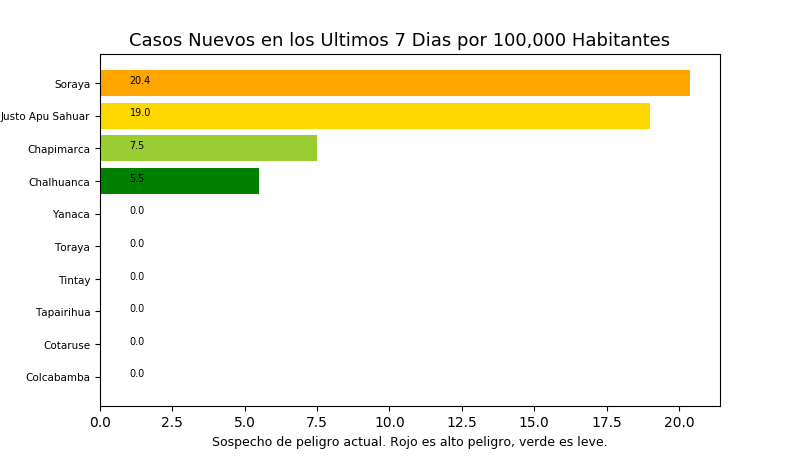 Casos Nuevos en los Ultimos 7 Dias por 100,000 Habitantes
Soraya 20.4
Justo Apu Sahuar 19.0
Chapimarca 7.5
Chalhuanca 5.5
Yanaca 0.0
Toraya 0.0
Tintay 0.0
Tapairihua 0.0
Cotaruse 0.0
Colcabamba 0.0
0.0 2.5 5.0 7.5 10.0 12.5 15.0 17.5 20.0
Sospecho de peligro actual. Rojo es alto peligro, verde es leve.